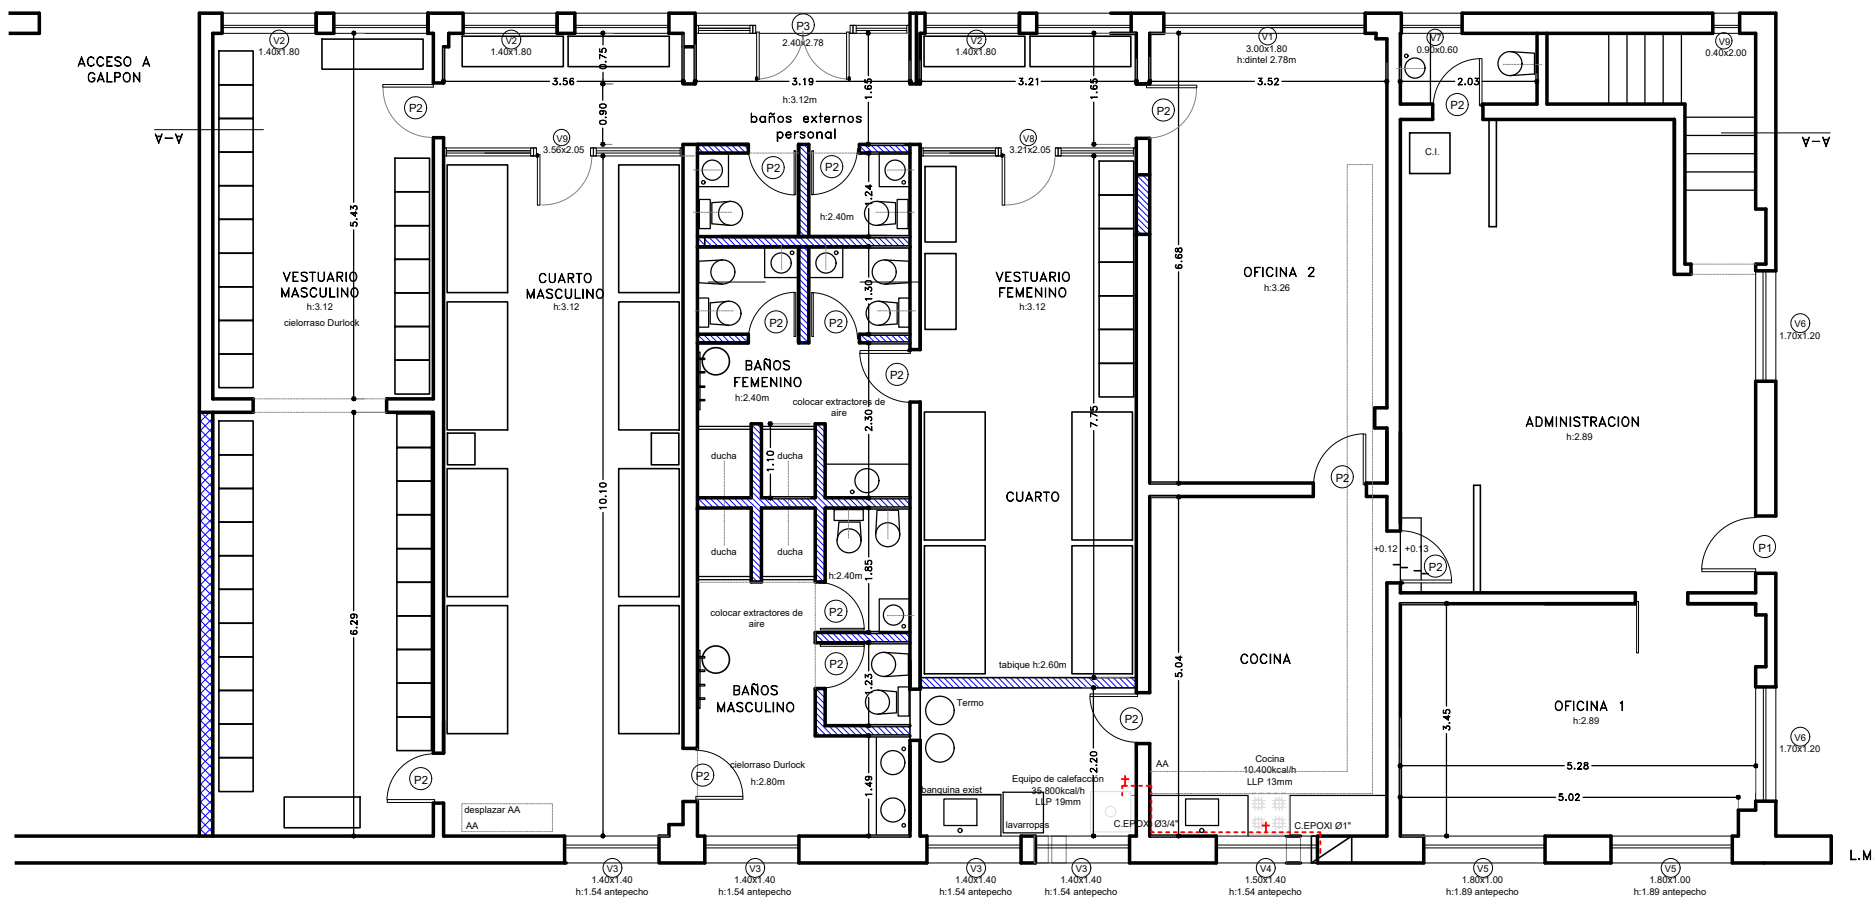 ACCESO A
GALPON
A-A
V2
1.40x1.80
V2
1.40x1.80
P3
2.40x2.78
V2
1.40x1.80
V1
3.00x1.80
h:dintel 2.78m
V7
0.90x0.60
V9
0.40x2.00
0.75
3.56
3.19
1.65
3.21
1.65
3.52
2.03
P2
h:3.12m
P2
P2
0.90
baños externos
personal
A-A
V9
3.56x2.05
V8
3.21x2.05
C.I.
P2
P2
1.24
h:2.40m
5.43
6.68
VESTUARIO
MASCULINO
h:3.12
cielorraso Durlock
CUARTO
MASCULINO
h:3.12
1.30
P2
P2
VESTUARIO
FEMENINO
h:3.12
OFICINA 2
h:3.26
V6
1.70x1.20
BAÑOS
FEMENINO
h:2.40m
P2
colocar extractores de
aire
2.30
7.75
ADMINISTRACION
h:2.89
ducha
ducha
1.10
P2
CUARTO
10.10
ducha
ducha
h:2.40m
1.85
+0.12
+0.13
P2
P1
colocar extractores de
aire
P2
6.29
5.04
COCINA
tabique h:2.60m
P2
1.23
BAÑOS
MASCULINO
Termo
P2
3.45
OFICINA 1
h:2.89
V6
1.70x1.20
P2
P2
cielorraso Durlock
h:2.80m
1.49
2.20
AA
Cocina
10.400kcal/h
LLP 13mm
5.28
Equipo de calefacción
35.800kcal/h
LLP 19mm
banquina exist
5.02
desplazar AA
AA
lavarropas
C.EPOXI Ø3/4"
C.EPOXI Ø1"
L.M.
V3
1.40x1.40
h:1.54 antepecho
V3
1.40x1.40
h:1.54 antepecho
V3
1.40x1.40
h:1.54 antepecho
V3
1.40x1.40
h:1.54 antepecho
V4
1.50x1.40
h:1.54 antepecho
V5
1.80x1.00
h:1.89 antepecho
V5
1.80x1.00
h:1.89 antepecho